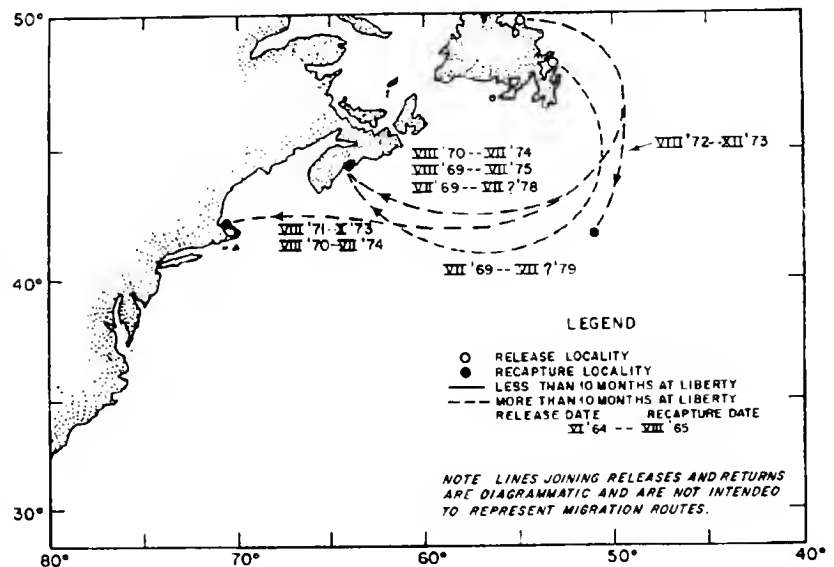 50°
VIII '72--XII '73
VIII '70--VII '74
VIII '69--VII '75
VII '69--VII ?'78
VIII '71--X '73
VIII '70--VII '74
VII '69--VII ?'79
40°
40°
LEGEND
RELEASE LOCALITY
RECAPTURE LOCALITY
LESS THAN 10 MONTHS AT LIBERTY
MORE THAN 10 MONTHS AT LIBERTY
RELEASE DATE RECAPTURE DATE
VI '64 -- VIII '65
NOTE LINES JOINING RELEASES AND RETURNS
ARE DIAGRAMMATIC AND ARE NOT INTENDED
TO REPRESENT MIGRATION ROUTES.
30°
80° 70° 60° 50° 40°